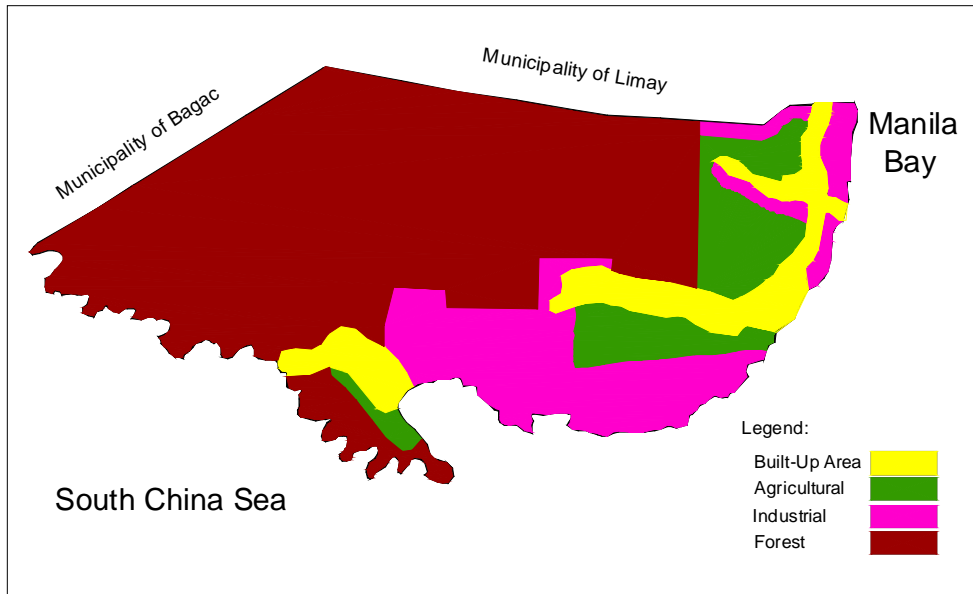 Municipality of Bagac
Municipality of Limay
Manila
Bay
South China Sea
Legend:
Built-Up Area
Agricultural
Industrial
Forest